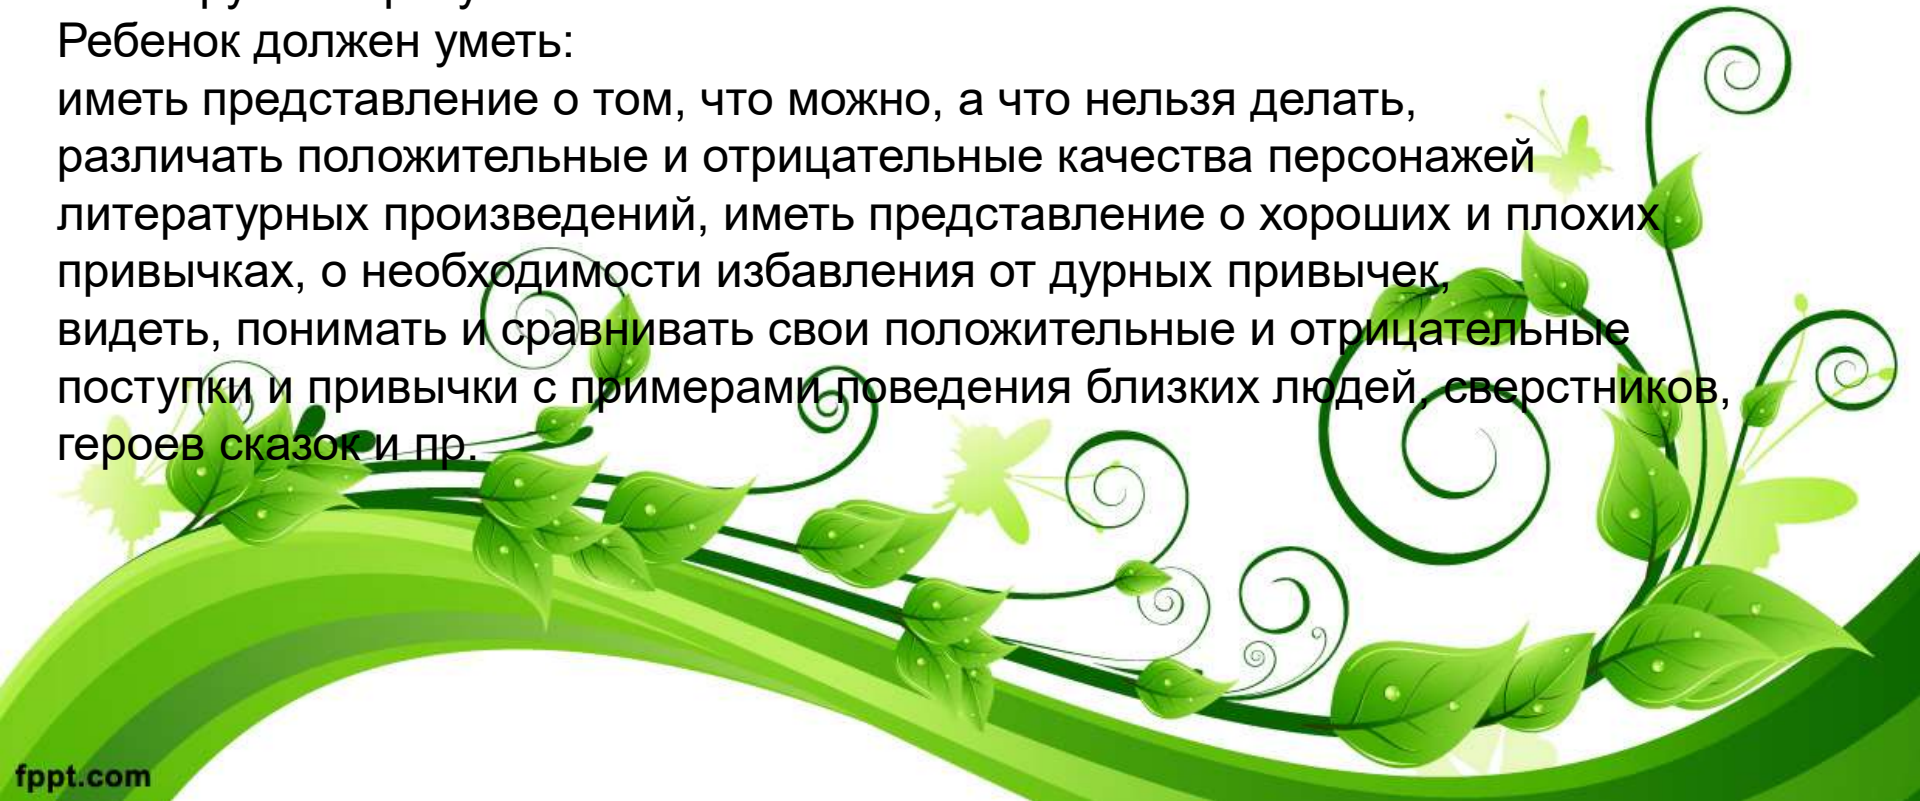 Ребенок должен уметь:
иметь представление о том, что можно, а что нельзя делать,
различать положительные и отрицательные качества персонажей
литературных произведений, иметь представление о хороших и плохих
привычках, о необходимости избавления от дурных привычек,
видеть, понимать и сравнивать свои положительные и отрицательные
поступки и привычки с примерами поведения близких людей, сверстников,
героев сказок и пр.
fppt.com